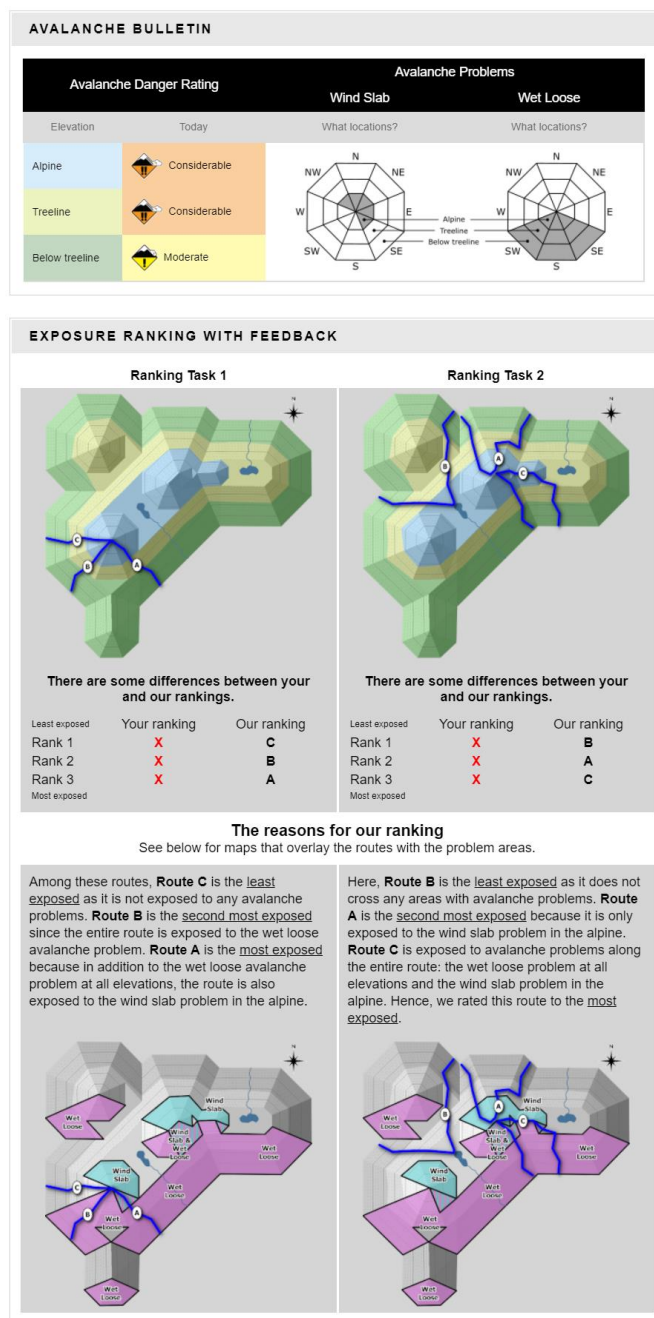 AVALANCHE BULLETIN
Avalanche Danger Rating
Avalanche Problems
Wind Slab
Wet Loose
Elevation
Today
What locations?
What locations?
Alpine
Considerable
Treeline
Considerable
Below treeline
Moderate
N
NW
NE
W
E
SW
SE
S
Alpine
Treeline
Below treeline
N
NW
NE
W
E
SW
SE
S
EXPOSURE RANKING WITH FEEDBACK
Ranking Task 1
N
C
B
A
There are some differences between your
and our rankings.
Least exposed Your ranking Our ranking
Rank 1 X C
Rank 2 X B
Rank 3 X A
Most exposed
Ranking Task 2
N
A
B
C
There are some differences between your
and our rankings.
Least exposed Your ranking Our ranking
Rank 1 X B
Rank 2 X A
Rank 3 X C
Most exposed
The reasons for our ranking
See below for maps that overlay the routes with the problem areas.
Among these routes, Route C is the least
exposed as it is not exposed to any avalanche
problems. Route B is the second most exposed
since the entire route is exposed to the wet loose
avalanche problem. Route A is the most exposed
because in addition to the wet loose avalanche
problem at all elevations, the route is also
exposed to the wind slab problem in the alpine.
N
Wet
Loose
Wind
Slab
Wind
Slab &
Wet
Loose
Wet
Loose
Wind
Slab
Wet
Loose
C
B
A
Wet
Loose
Wet
Loose
Here, Route B is the least exposed as it does not
cross any areas with avalanche problems. Route
A is the second most exposed because it is only
exposed to the wind slab problem in the alpine.
Route C is exposed to avalanche problems along
the entire route: the wet loose problem at all
elevations and the wind slab problem in the
alpine. Hence, we rated this route to the most
exposed.
N
Wet
Loose
Wind
Slab
A
B
C
Wind
Slab &
Wet
Loose
Wet
Loose
Wind
Slab
Wet
Loose
Wet
Loose
Wet
Loose